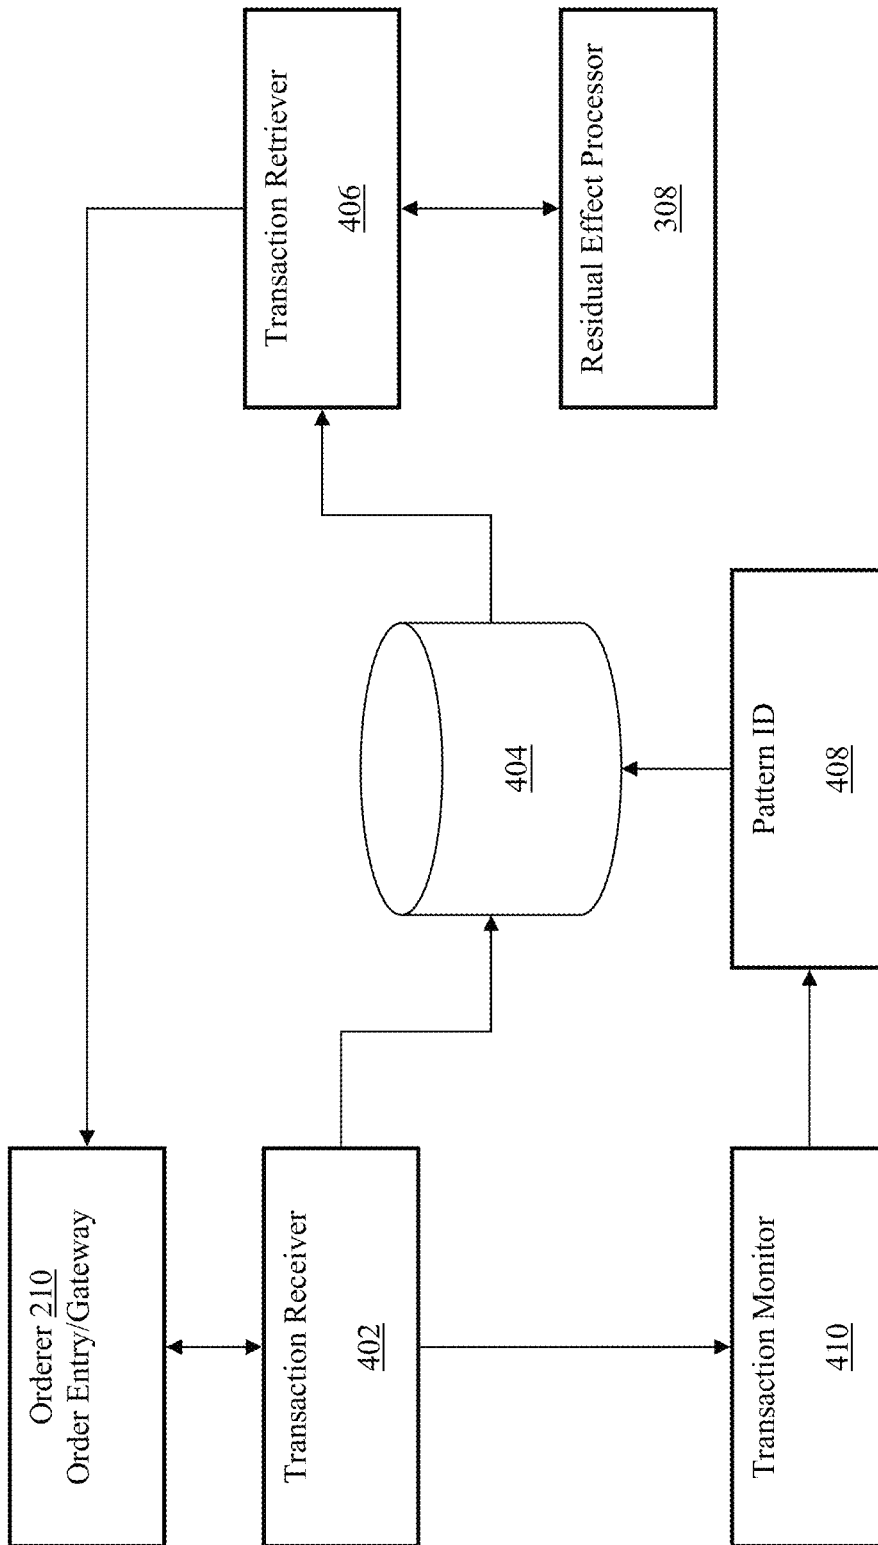 Orderer 210
Order Entry/Gateway
Transaction Receiver
402
Transaction Monitor
410
404
Pattern ID
408
Transaction Retriever
406
Residual Effect Processor
308